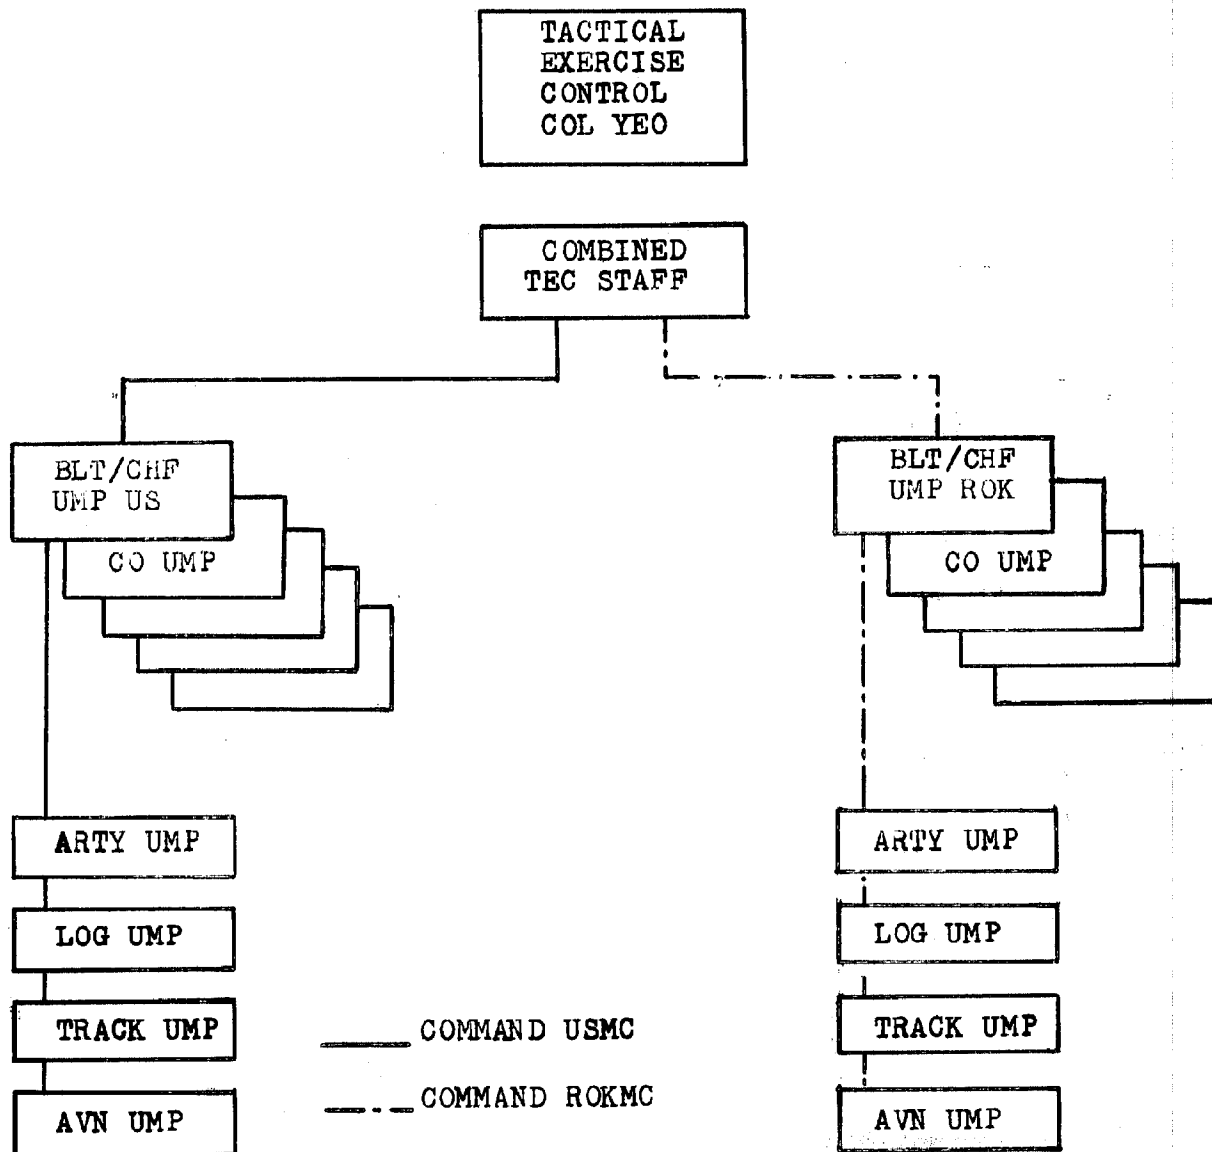 TACTICAL
EXERCISE
CONTROL
COL YEO
COMBINED
TEC STAFF
BLT/CHF
UMP US
CO UMP
BLT/CHF
UMP ROK
CO UMP
ARTY UMP
LOG UMP
TRACK UMP
AVN UMP
ARTY UMP
LOG UMP
TRACK UMP
AVN UMP
COMMAND USMC
COMMAND ROKMC